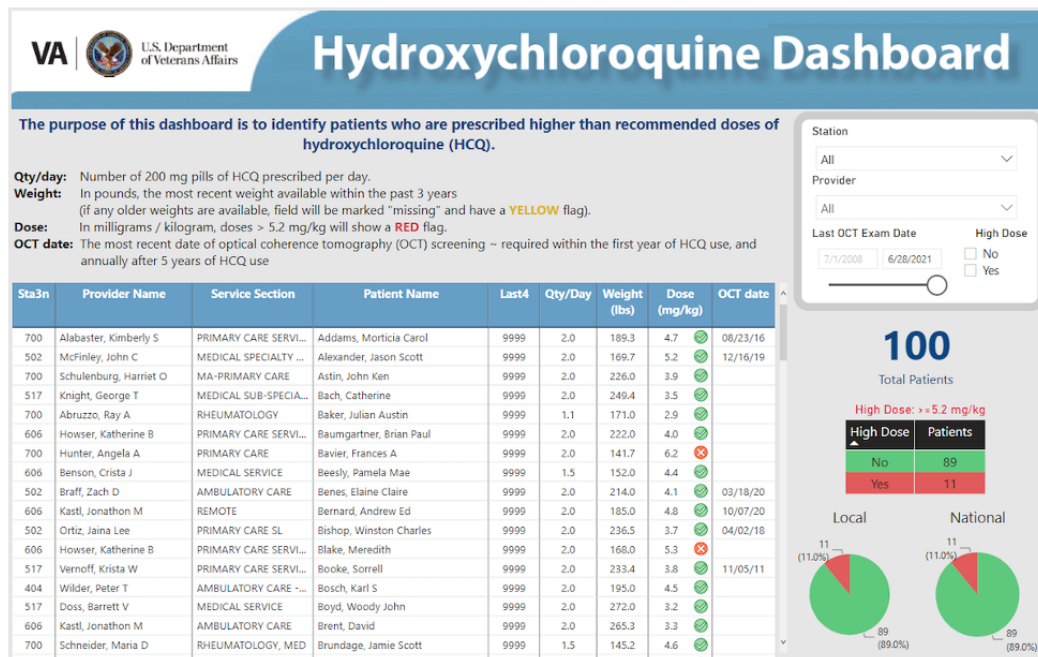 VA
U.S. Department
of Veterans Affairs
Hydroxychloroquine Dashboard
The purpose of this dashboard is to identify patients who are prescribed higher than recommended doses of
hydroxychloroquine (HCQ).
Qty/day: Number of 200 mg pills of HCQ prescribed per day.
Weight: In pounds, the most recent weight available within the past 3 years
(if any older weights are available, field will be marked "missing" and have a YELLOW flag).
Dose: In milligrams / kilogram, doses > 5.2 mg/kg will show a RED flag.
OCT date: The most recent date of optical coherence tomography (OCT) screening ~ required within the first year of HCQ use, and
annually after 5 years of HCQ use
Sta3n Provider Name Service Section Patient Name Last4 Qty/Day Weight (lbs) Dose (mg/kg) OCT date
700 Alabaster, Kimberly S PRIMARY CARE SERVI... Addams, Morticia Carol 9999 2.0 189.3 4.7 08/23/16
502 McFinley, John C MEDICAL SPECIALTY ... Alexander, Jason Scott 9999 2.0 169.7 5.2 12/16/19
700 Schulenburg, Harriet O MA-PRIMARY CARE Astin, John Ken 9999 2.0 226.0 3.9
517 Knight, George T MEDICAL SUB-SPECIA... Bach, Catherine 9999 2.0 249.4 3.5
700 Abruzzo, Ray A RHEUMATOLOGY Baker, Julian Austin 9999 1.1 171.0 2.9
606 Howser, Katherine B PRIMARY CARE SERVI... Baumgartner, Brian Paul 9999 2.0 222.0 4.0
700 Hunter, Angela A PRIMARY CARE Bavier, Frances A 9999 2.0 141.7 6.2
606 Benson, Crista J MEDICAL SERVICE Beesly, Pamela Mae 9999 1.5 152.0 4.4
502 Braff, Zach D AMBULATORY CARE Benes, Elaine Claire 9999 2.0 214.0 4.1 03/18/20
606 Kastl, Jonathon M REMOTE Bernard, Andrew Ed 9999 2.0 185.0 4.8 10/07/20
502 Ortiz, Jaina Lee PRIMARY CARE SL Bishop, Winston Charles 9999 2.0 236.5 3.7 04/02/18
606 Howser, Katherine B PRIMARY CARE SERVI... Blake, Meredith 9999 2.0 168.0 5.3
517 Vernoff, Krista W PRIMARY CARE SERVI... Booke, Sorrell 9999 2.0 233.4 3.8 11/05/11
404 Wilder, Peter T AMBULATORY CARE -... Bosch, Karl S 9999 2.0 195.0 4.5
517 Doss, Barrett V MEDICAL SERVICE Boyd, Woody John 9999 2.0 272.0 3.2
606 Kastl, Jonathon M AMBULATORY CARE Brent, David 9999 2.0 265.3 3.3
700 Schneider, Maria D RHEUMATOLOGY, MED Brundage, Jamie Scott 9999 1.5 145.2 4.6
Station
All
Provider
All
Last OCT Exam Date High Dose
7/1/2008 6/28/2021
No
Yes
100
Total Patients
High Dose: >=5.2 mg/kg
High Dose Patients
No 89
Yes 11
Local National
11
(11.0%)
89
(89.0%)
11
(11.0%)
89
(89.0%)